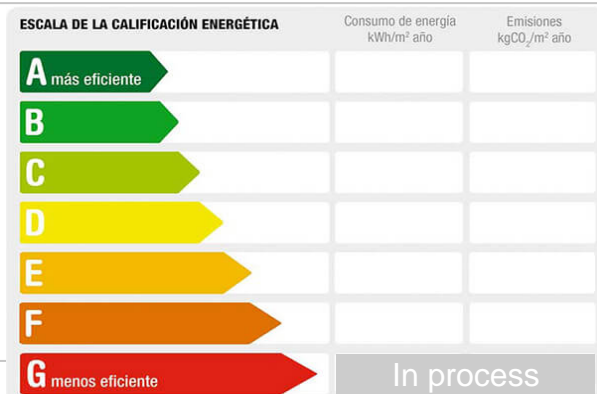 ESCALA DE LA CALIFICACIÓN ENERGÉTICA
Consumo de energía
kWh/m² año
Emisiones
kgCO₂/m² año
A más eficiente
B
C
D
E
F
G menos eficiente
In process